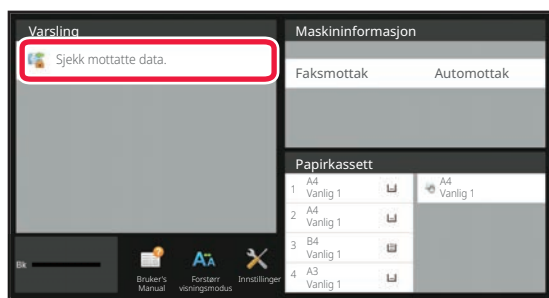 Varsling
Sjekk mottatte data.
Maskininformasjon
Faksmottak Automottak
Papirkassett
1 A4
Vanlig 1
A4
Vanlig 1
2 A4
Vanlig 1
3 B4
Vanlig 1
4 A3
Vanlig 1
Bk
Bruker's
Manual
Forstørr
visningsmodus
Innstillinger